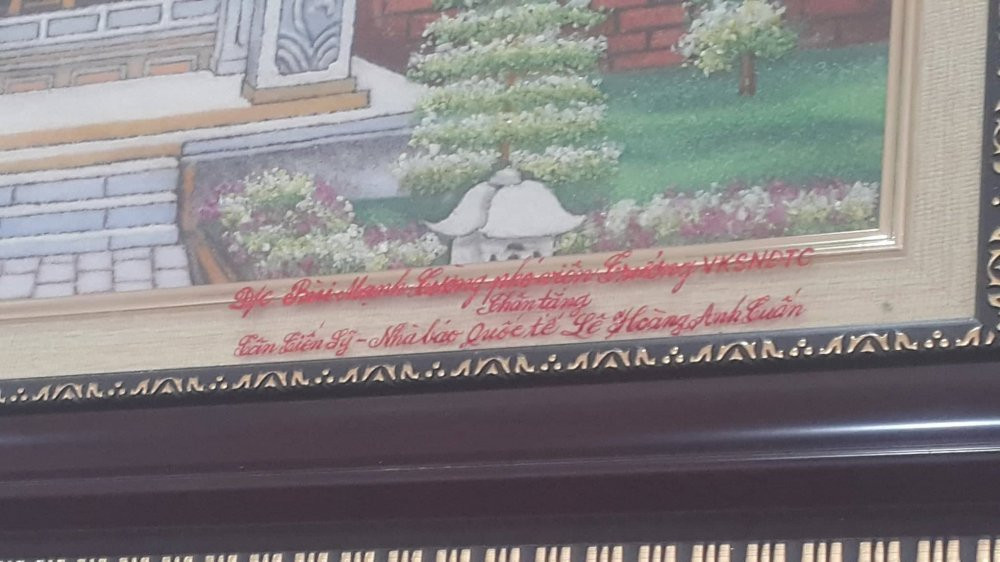 Đ/c Bùi Mạnh Cường phó viện Trưởng VKSNDTC
Thân tặng
Tân Tiến Sỹ - Nhà báo Quốc tế Lê Hoàng Anh Tuấn